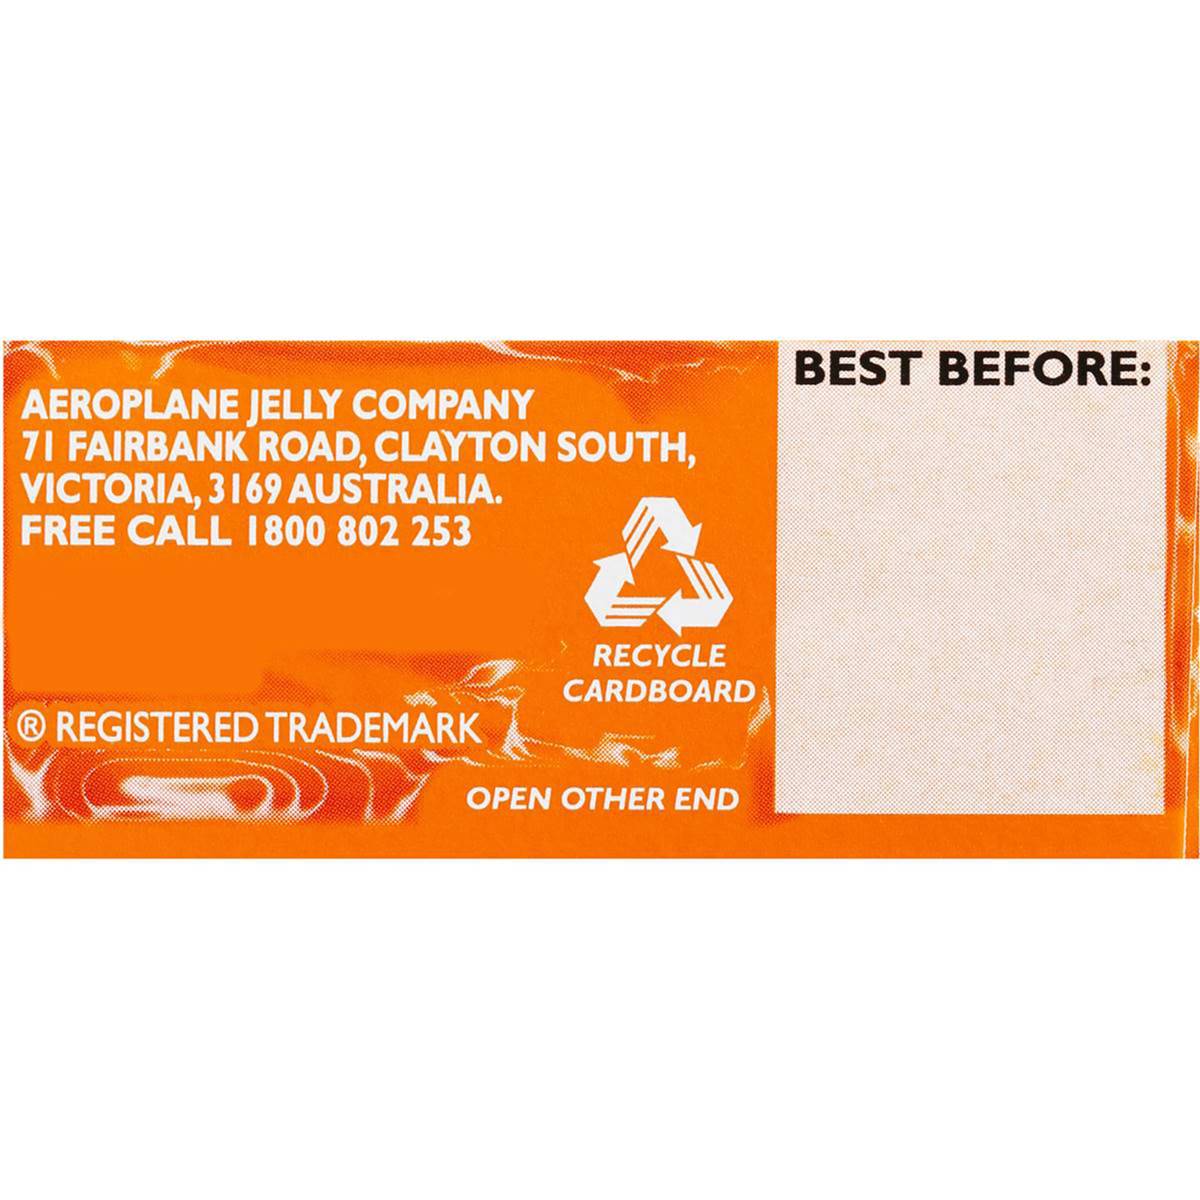 AEROPLANE JELLY COMPANY
71 FAIRBANK ROAD, CLAYTON SOUTH,
VICTORIA, 3169 AUSTRALIA.
FREE CALL 1800 802 253
RECYCLE
CARDBOARD
® REGISTERED TRADEMARK
OPEN OTHER END
BEST BEFORE: